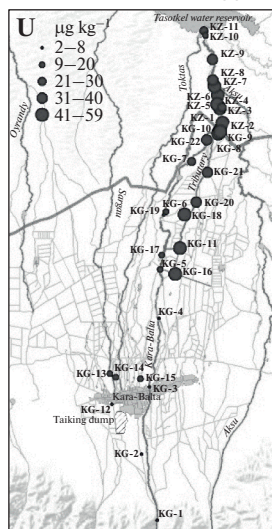 U
µg kg⁻¹
2–8
9–20
21–30
31–40
41–59
Tasotkel water reservoir
KZ-11
KZ-10
KZ-9
Toktas
KZ-8
KZ-7
Aksu
KZ-6
KZ-5
KZ-4
KZ-3
KZ-1
KZ-2
KG-10
KG-9
KG-22
KG-8
Oyrandy
KG-7
Tributary
KG-21
Sargou
KG-6
KG-20
KG-19
KG-18
KG-11
KG-17
KG-5
KG-16
KG-4
Kara-Balta
KG-14
KG-13
KG-15
KG-3
Kara-Balta
KG-12
Taiking dump
Aksu
KG-2
KG-1